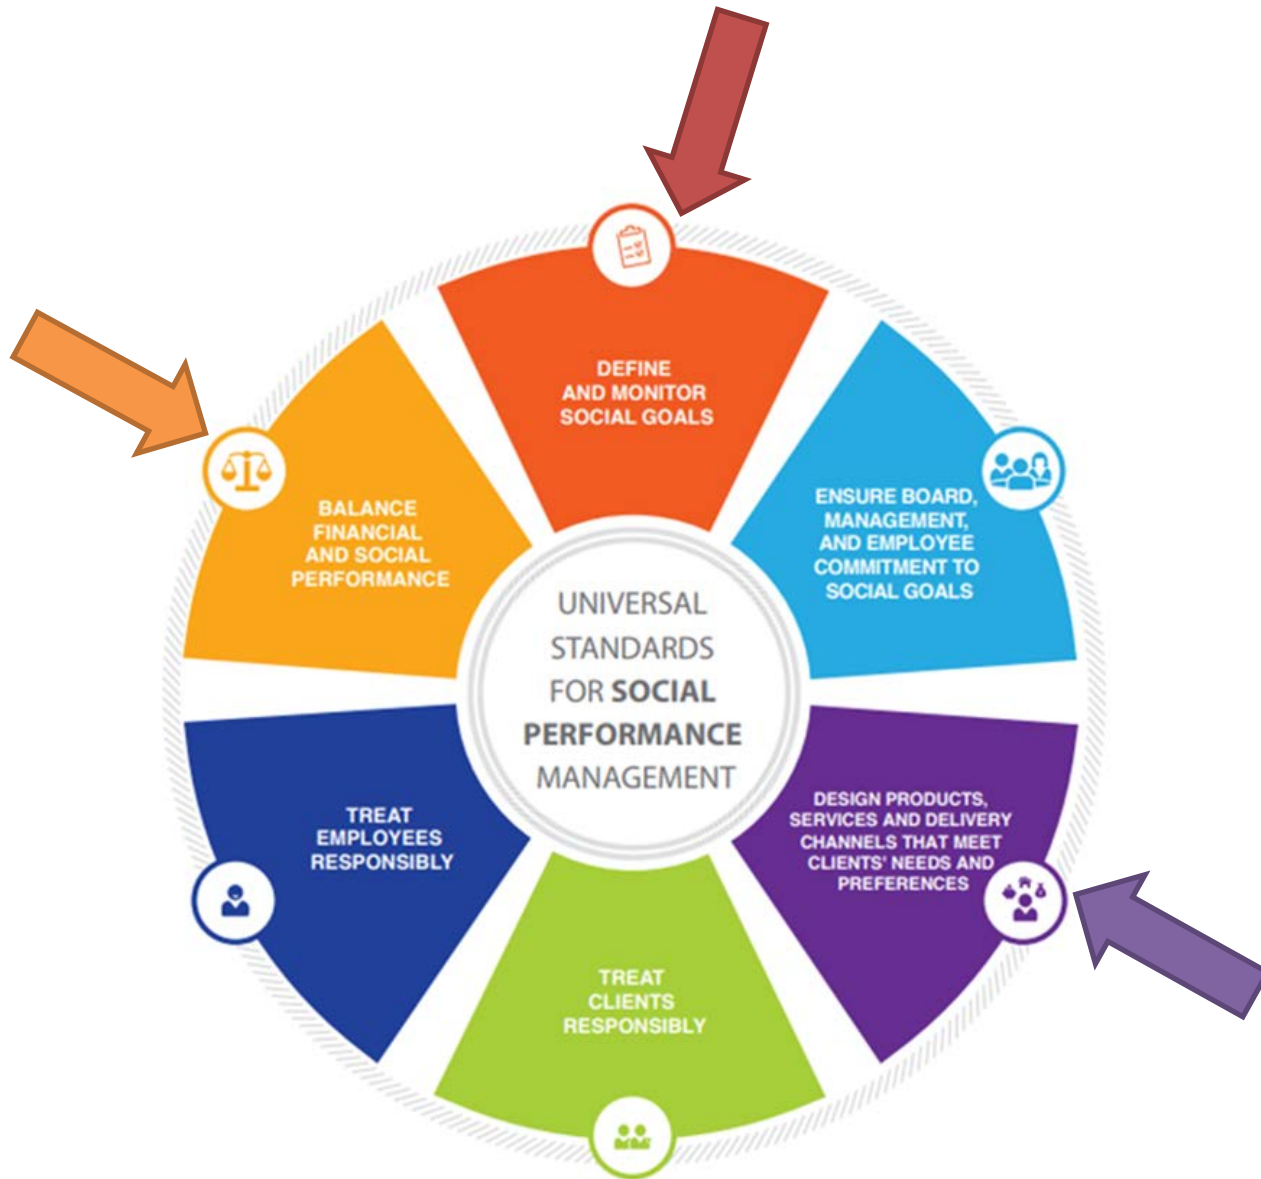 DEFINE
AND MONITOR
SOCIAL GOALS
ENSURE BOARD,
MANAGEMENT,
AND EMPLOYEE
COMMITMENT TO
SOCIAL GOALS
DESIGN PRODUCTS,
SERVICES AND DELIVERY
CHANNELS THAT MEET
CLIENTS' NEEDS AND
PREFERENCES
TREAT
CLIENTS
RESPONSIBLY
TREAT
EMPLOYEES
RESPONSIBLY
BALANCE
FINANCIAL
AND SOCIAL
PERFORMANCE
UNIVERSAL
STANDARDS
FOR SOCIAL
PERFORMANCE
MANAGEMENT